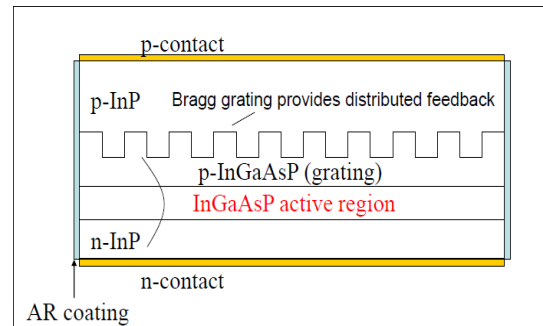 p-contact
p-InP
Bragg grating provides distributed feedback
p-InGaAsP (grating)
InGaAsP active region
n-InP
n-contact
AR coating